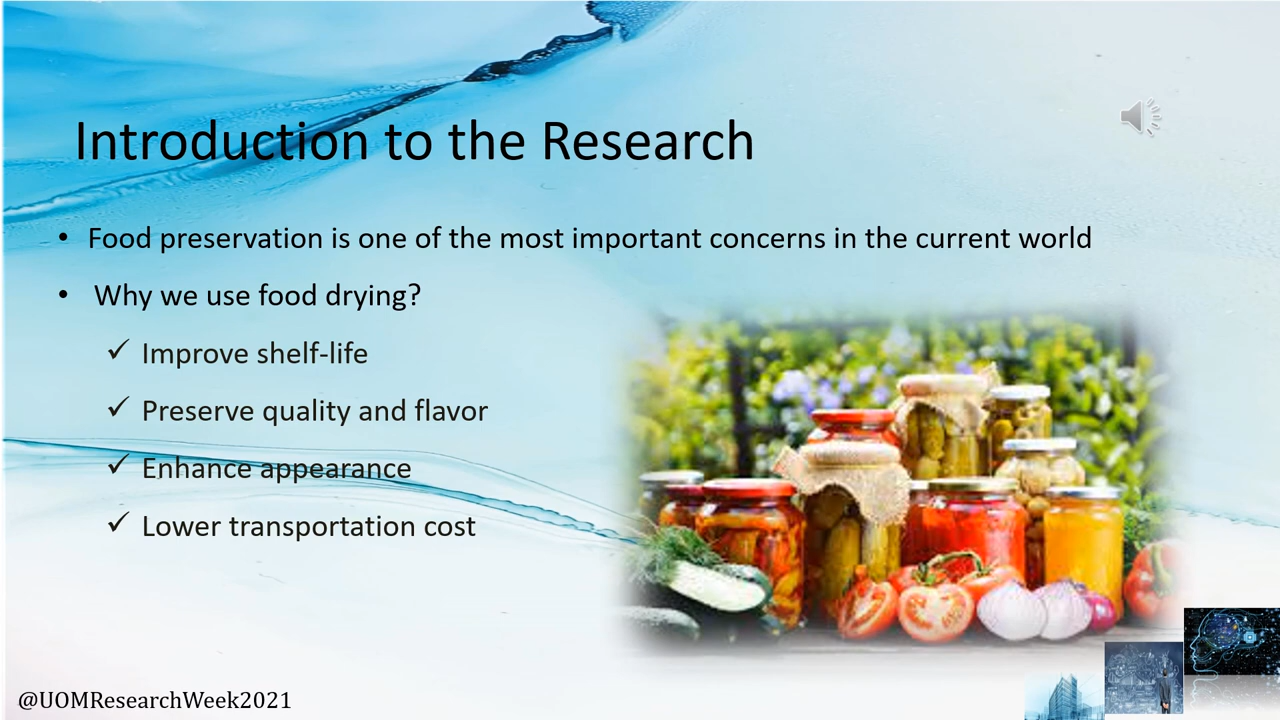 Introduction to the Research
• Food preservation is one of the most important concerns in the current world
• Why we use food drying?
✓ Improve shelf-life
✓ Preserve quality and flavor
✓ Enhance appearance
✓ Lower transportation cost
@UOMResearchWeek2021